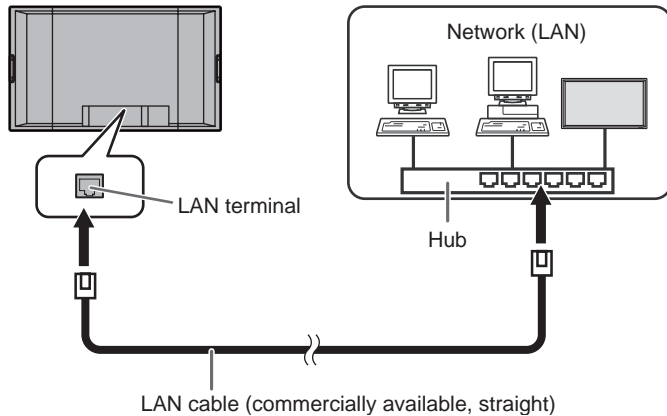 Network (LAN)
LAN terminal
Hub
LAN cable (commercially available, straight)